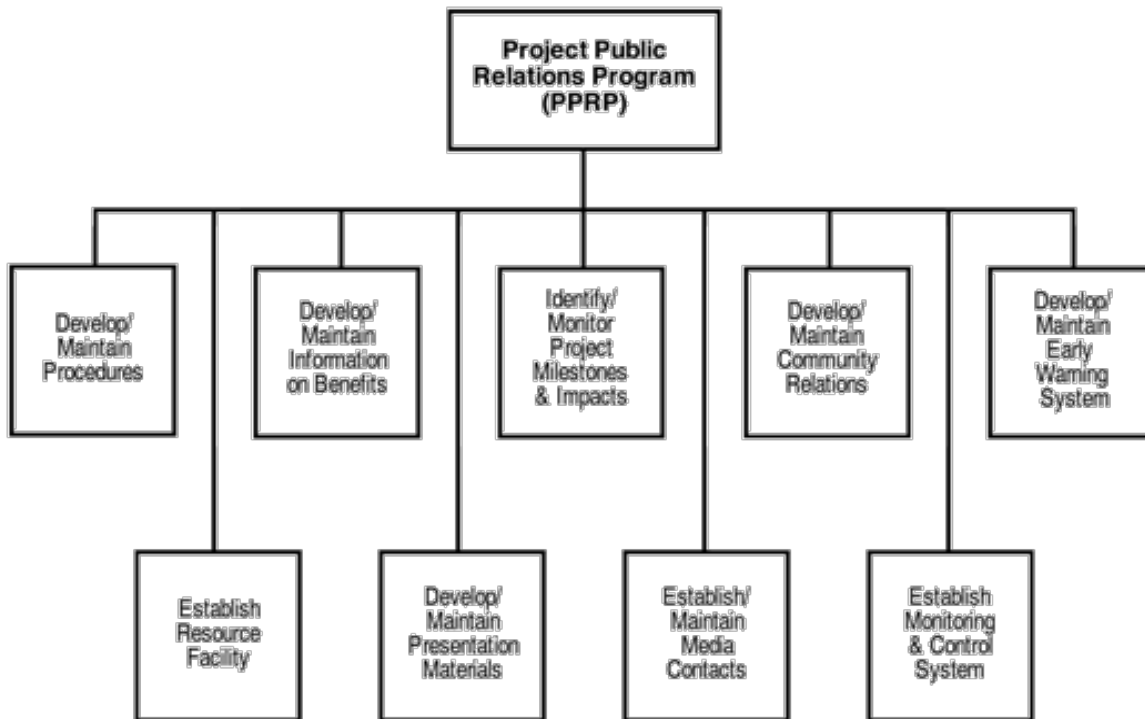 Project Public
Relations Program
(PPRP)
Develop/
Maintain
Procedures
Develop/
Maintain
Information
on Benefits
Identify/
Monitor
Project
Milestones
& Impacts
Develop/
Maintain
Community
Relations
Develop/
Maintain
Early
Warning
System
Establish
Resource
Facility
Develop/
Maintain
Presentation
Materials
Establish/
Maintain
Media
Contacts
Establish
Monitoring
& Control
System